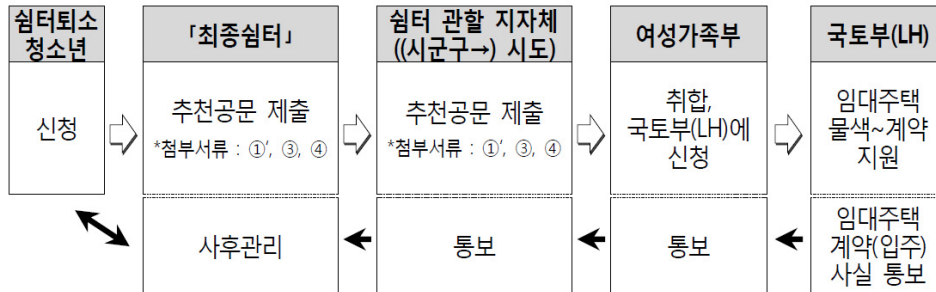 쉼터퇴소
청소년
「최종쉼터」
쉼터 관할 지자체
((시군구→) 시도)
여성가족부
국토부(LH)
신청
추천공문 제출
*첨부서류 : ①′, ③, ④
추천공문 제출
*첨부서류 : ①′, ③, ④
취합,
국토부(LH)에
신청
임대주택
물색~계약
지원
사후관리
통보
통보
임대주택
계약(입주)
사실 통보